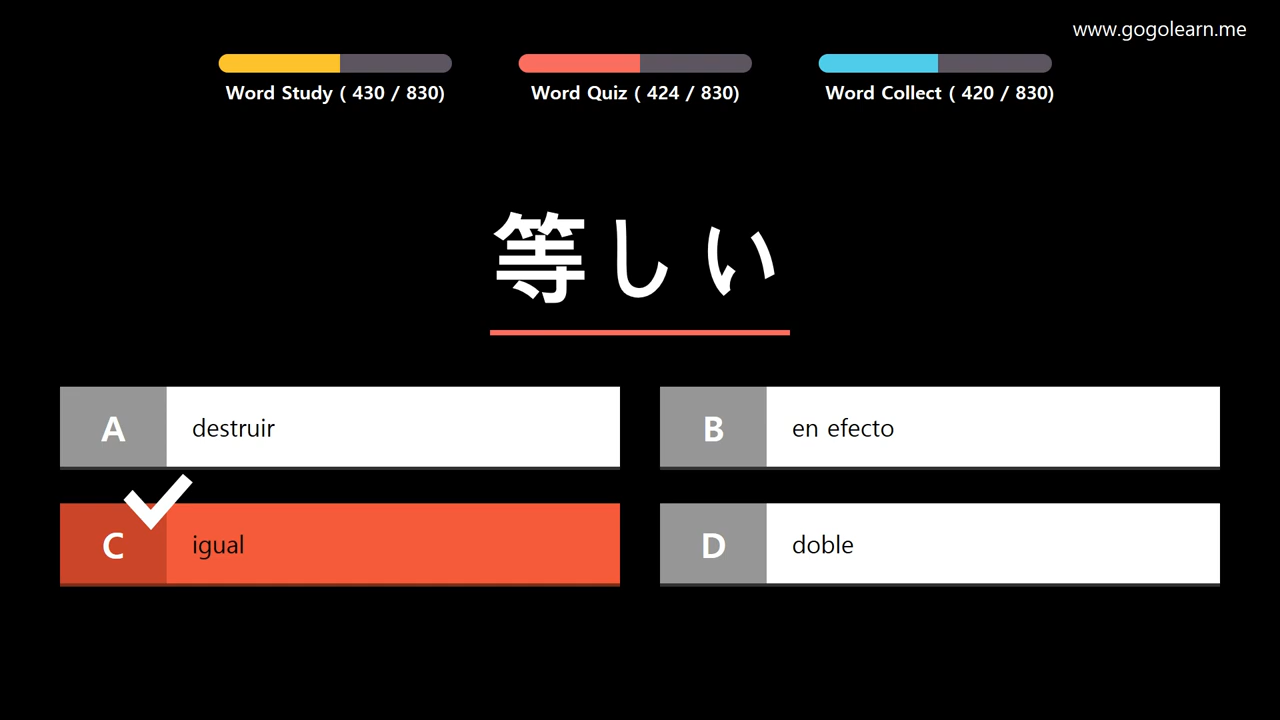 www.gogolearn.me
Word Study ( 430 / 830)
Word Quiz ( 424 / 830)
Word Collect ( 420 / 830)
等しい
A destruir
B en efecto
C igual
D doble